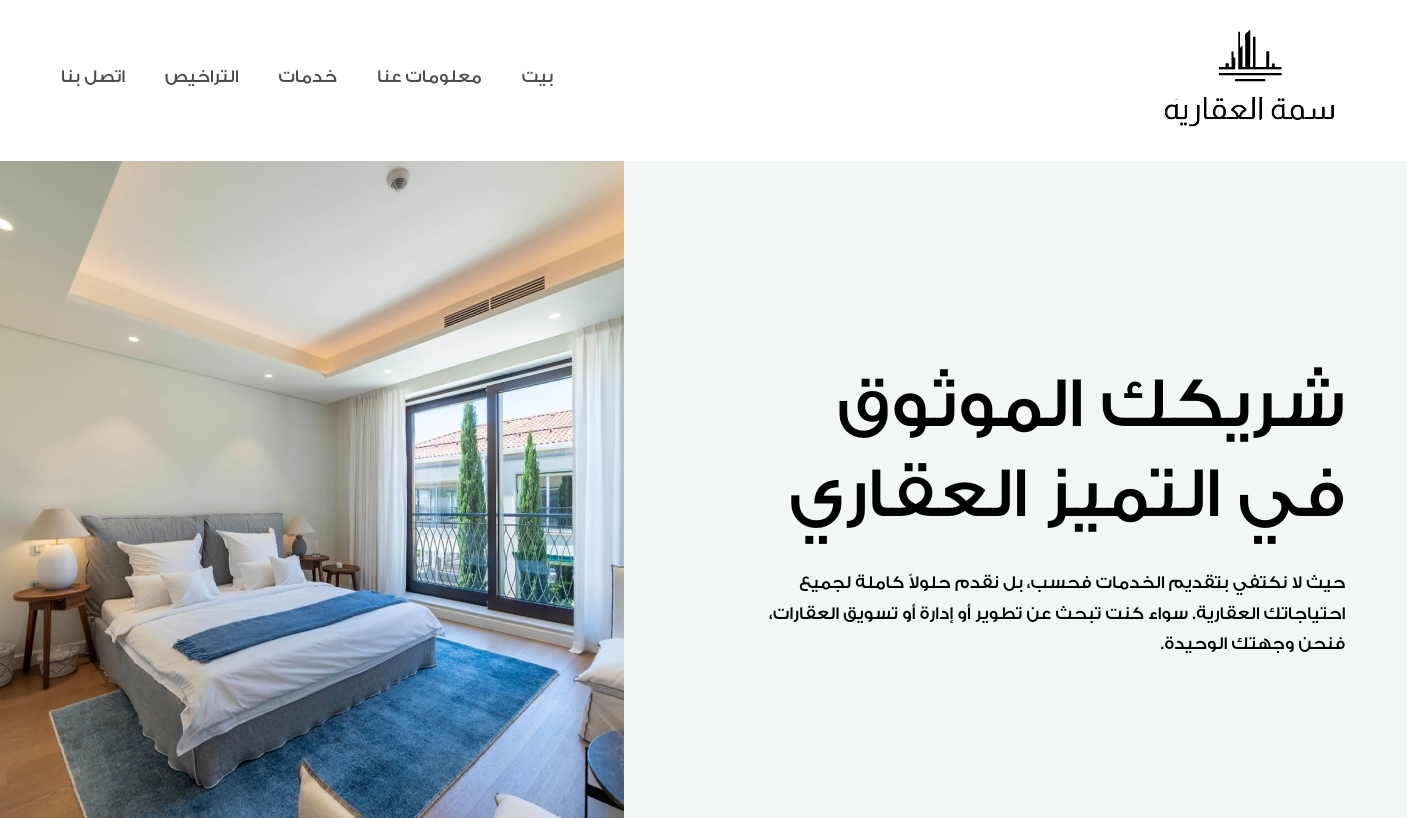 سمة العقارية
بيت
معلومات عنا
خدمات
التراخيص
اتصل بنا
شريكك الموثوق
في التميز العقاري
حيث لا نكتفي بتقديم الخدمات فحسب، بل نقدم حلولاً كاملة لجميع
احتياجاتك العقارية. سواء كنت تبحث عن تطوير أو إدارة أو تسويق العقارات،
فنحن وجهتك الوحيدة.